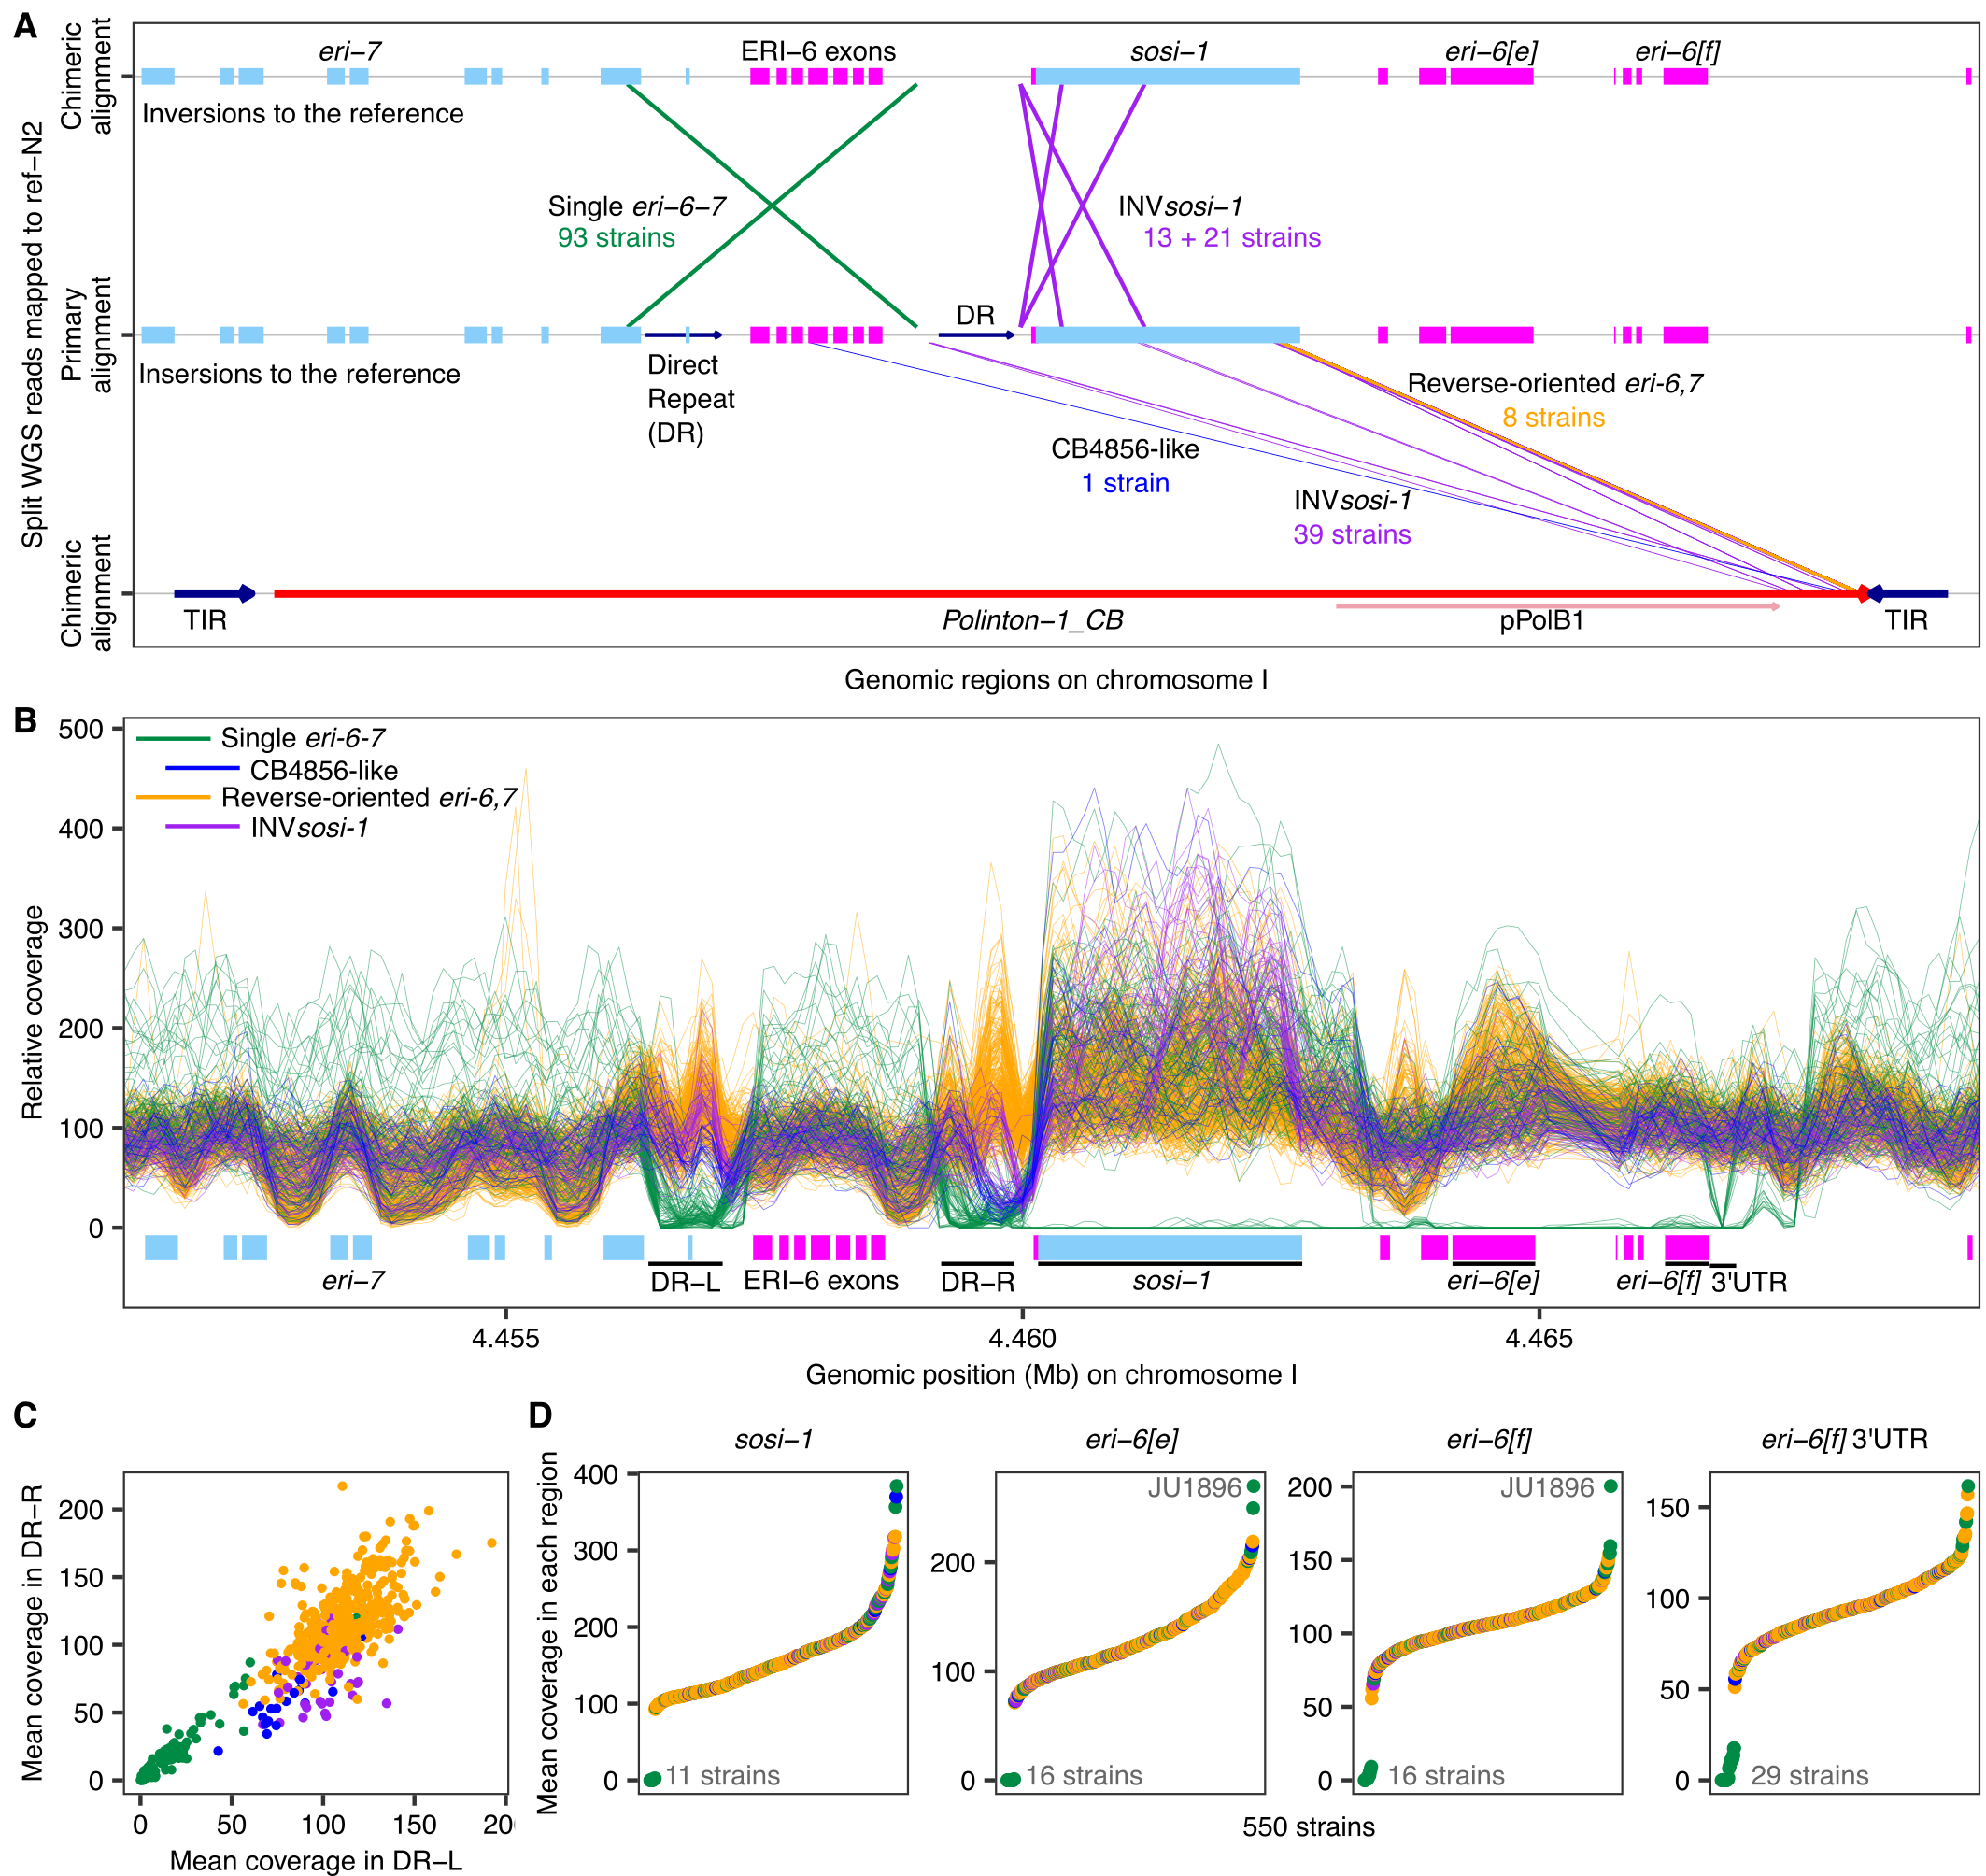 A
Split WGS reads mapped to ref−N2
Chimeric
alignment
Primary
alignment
Chimeric
alignment
eri−7
ERI−6 exons
sosi−1
eri−6[e]
eri−6[f]
Inversions to the reference
Single eri−6−7
93 strains
INVsosi−1
13 + 21 strains
DR
Insersions to the reference
Direct
Repeat
(DR)
Reverse-oriented eri-6,7
8 strains
CB4856-like
1 strain
INVsosi-1
39 strains
TIR
Polinton−1_CB
pPolB1
TIR
Genomic regions on chromosome I
B
Relative coverage
500
400
300
200
100
0
Single eri-6-7
CB4856-like
Reverse-oriented eri-6,7
INVsosi-1
eri−7
DR−L
ERI−6 exons
DR−R
sosi−1
eri−6[e]
eri−6[f]
3'UTR
4.455
4.460
4.465
Genomic position (Mb) on chromosome I
C
Mean coverage in DR−R
200
150
100
50
0
0
50
100
150
20
Mean coverage in DR−L
D
Mean coverage in each region
sosi−1
400
300
200
100
0
11 strains
eri−6[e]
200
100
0
JU1896
16 strains
eri−6[f]
200
150
100
50
0
JU1896
16 strains
eri−6[f] 3'UTR
150
100
50
0
29 strains
550 strains